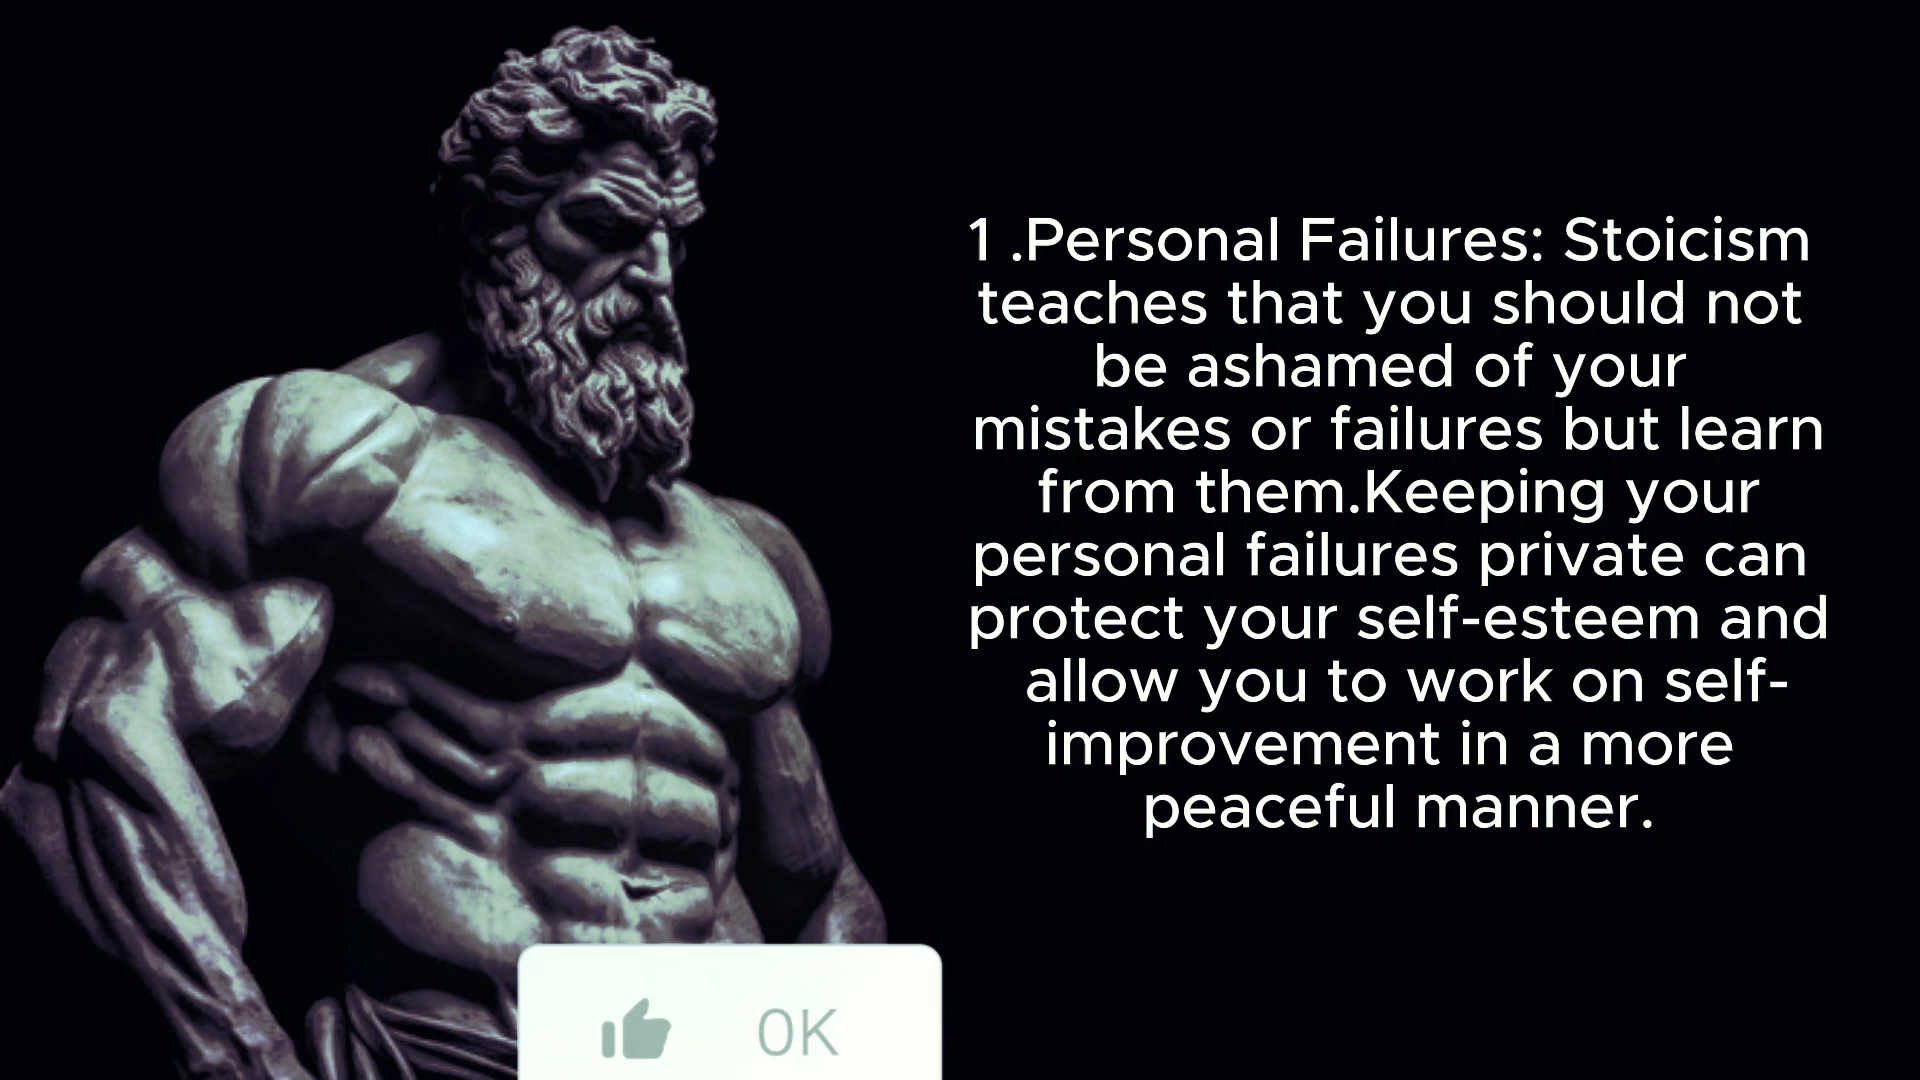 1 .Personal Failures: Stoicism
teaches that you should not
be ashamed of your
mistakes or failures but learn
from them.Keeping your
personal failures private can
protect your self-esteem and
allow you to work on self-
improvement in a more
peaceful manner.
0K